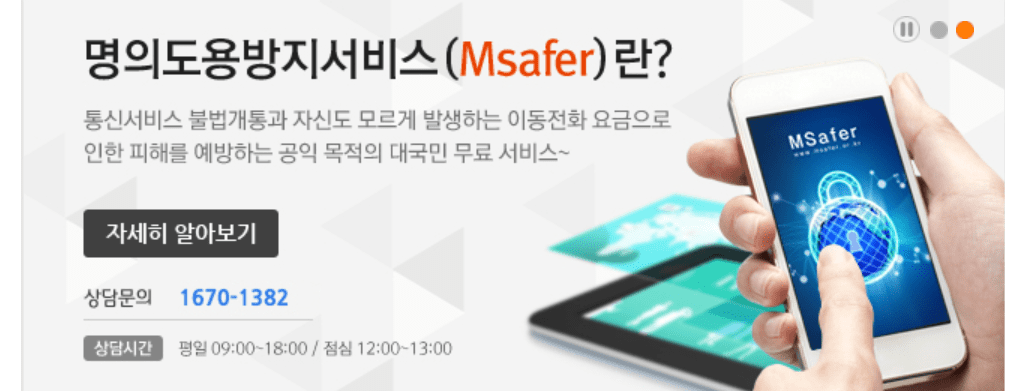 명의도용방지서비스(Msafer)란?
통신서비스 불법개통과 자신도 모르게 발생하는 이동전화 요금으로
인한 피해를 예방하는 공익 목적의 대국민 무료 서비스~
자세히 알아보기
상담문의 1670-1382
상담시간 평일 09:00~18:00 / 점심 12:00~13:00
MSafer
www.msafer.or.kr